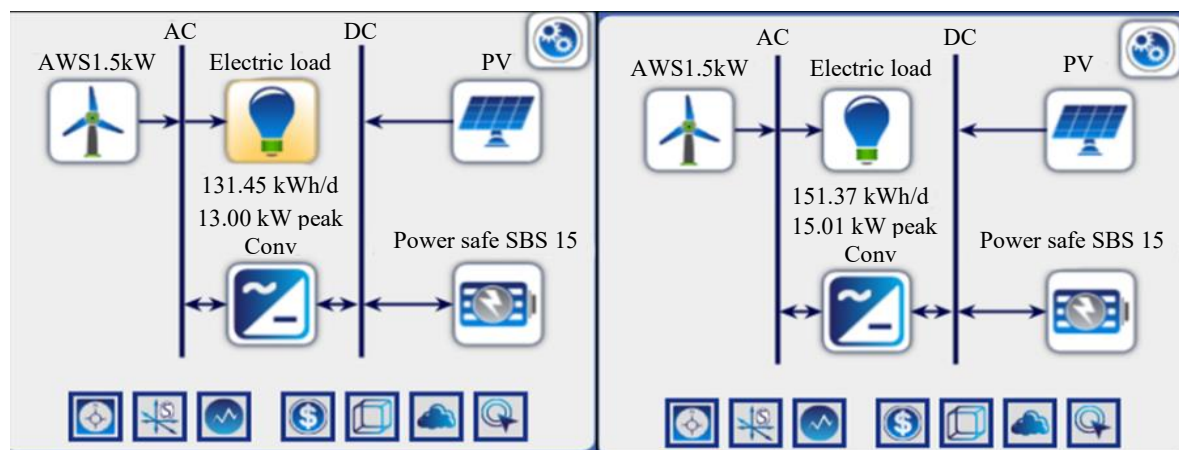 AC
DC
AWS1.5kW
Electric load
PV
131.45 kWh/d
13.00 kW peak
Conv
Power safe SBS 15
S
$
AC
DC
AWS1.5kW
Electric load
PV
151.37 kWh/d
15.01 kW peak
Conv
Power safe SBS 15
S
$